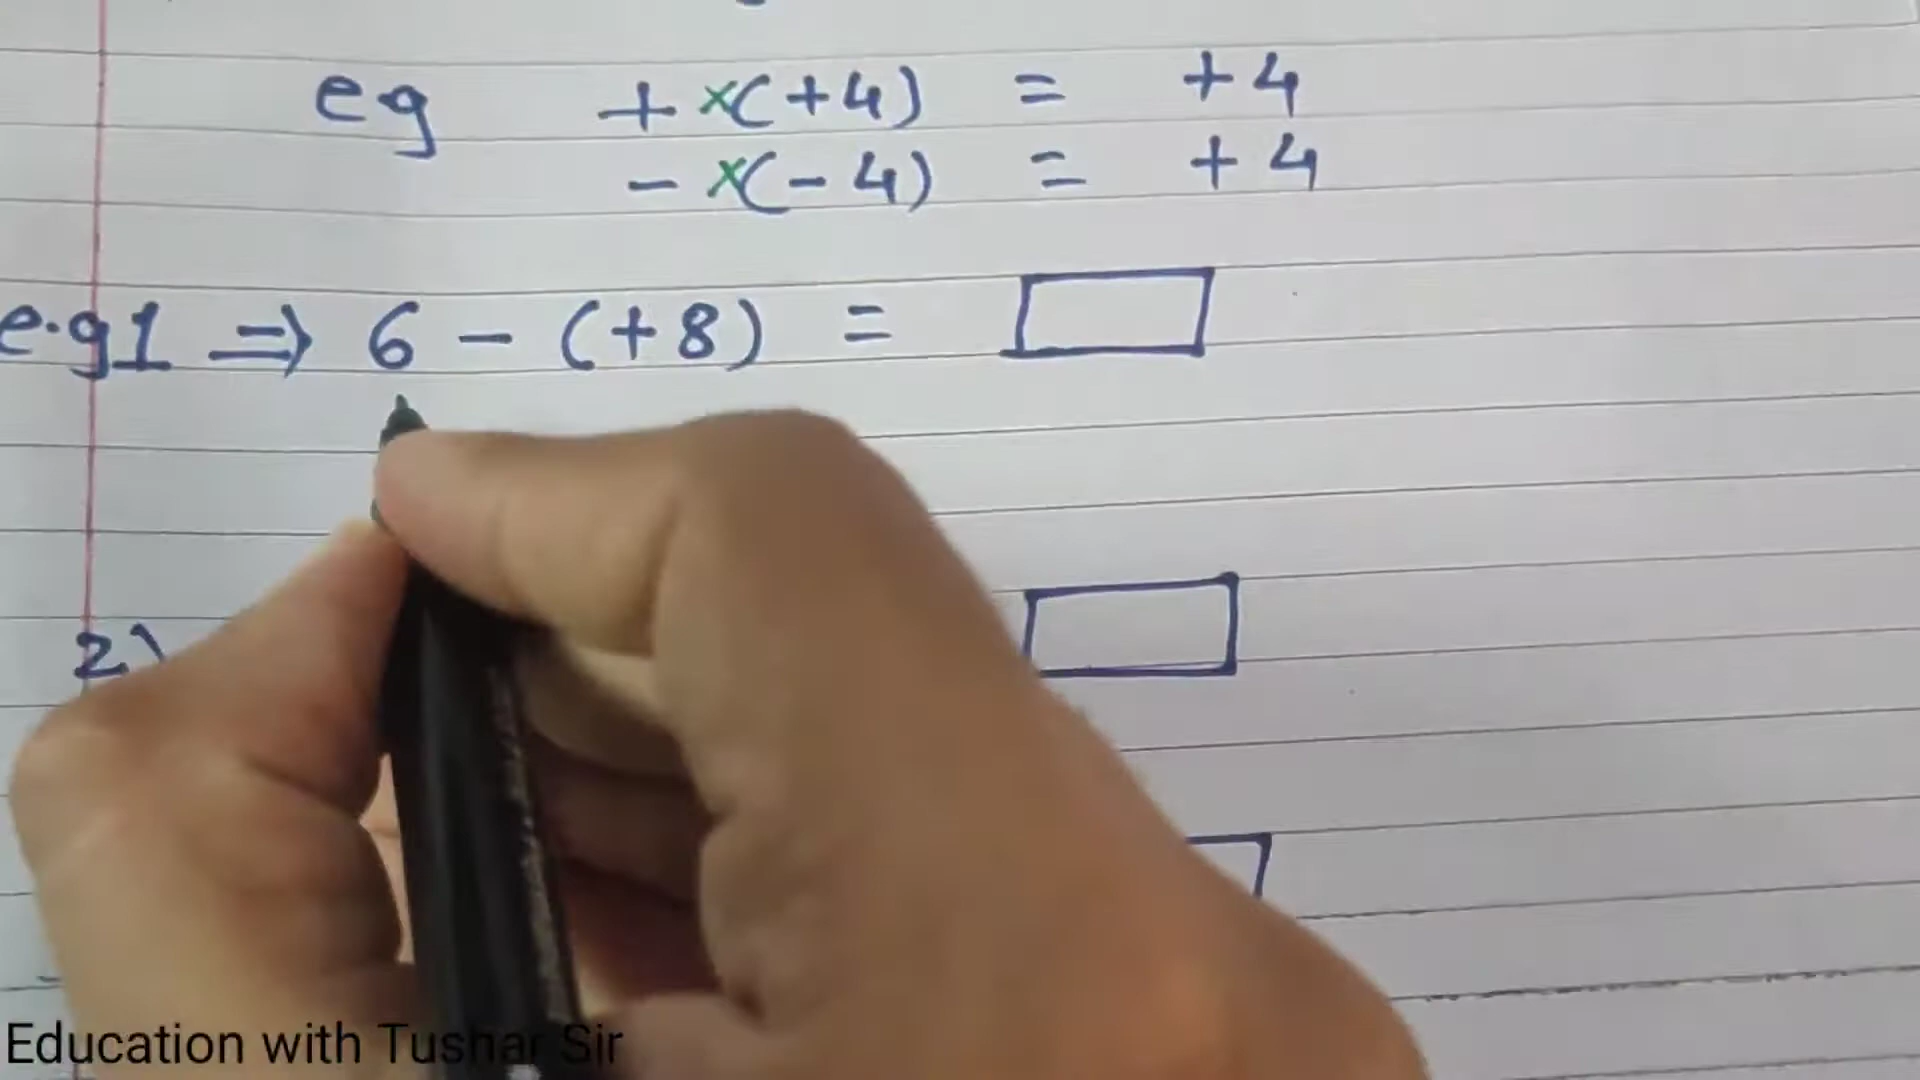 eg + x(+4) = +4
- x(-4) = +4
e.g1 ⇒ 6 - (+8) =
2)
Education with Tushar Sir